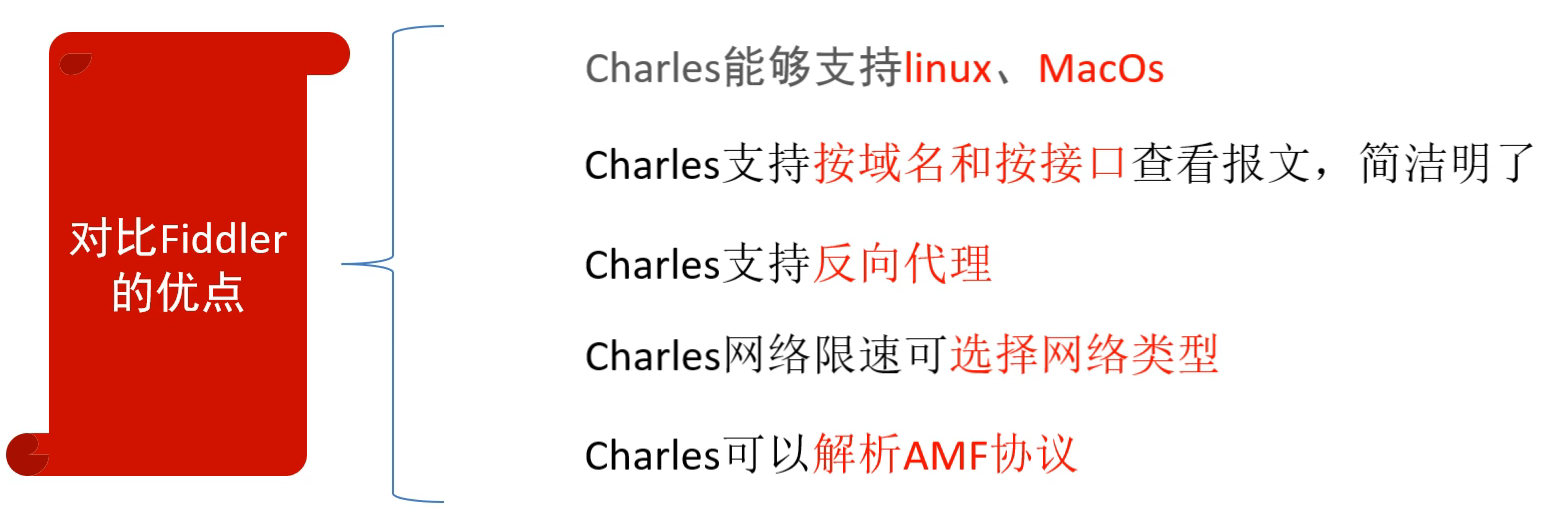 对比Fiddler
的优点
Charles能够支持linux、MacOs
Charles支持按域名和按接口查看报文，简洁明了
Charles支持反向代理
Charles网络限速可选择网络类型
Charles可以解析AMF协议